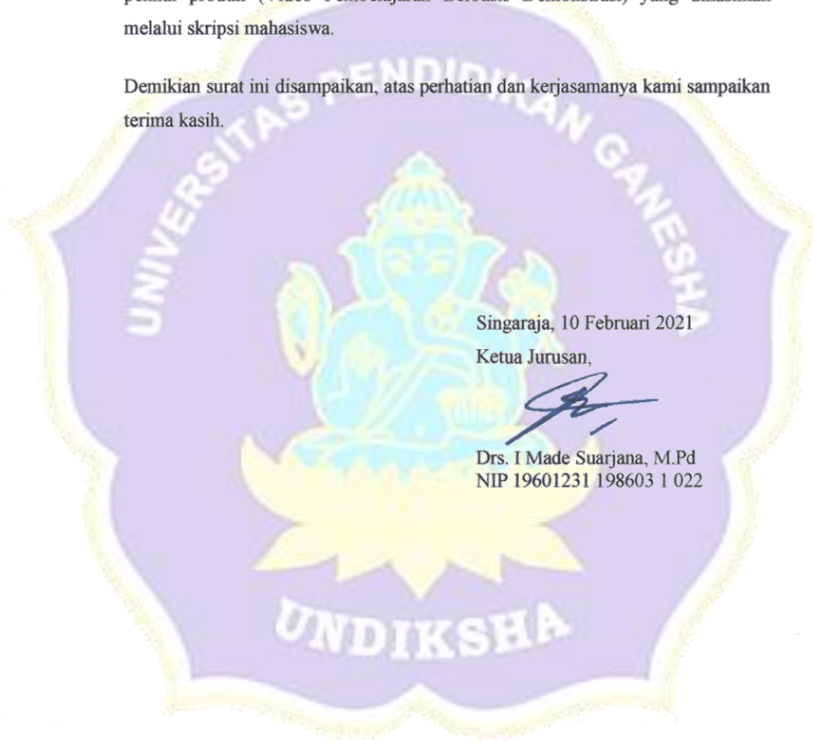 melalui skripsi mahasiswa.
Demikian surat ini disampaikan, atas perhatian dan kerjasamanya kami sampaikan
terima kasih.
UNIVERSITAS PENDIDIKAN GANESHA
Singaraja, 10 Februari 2021
Ketua Jurusan,
Drs. I Made Suarjana, M.Pd
NIP 19601231 198603 1 022
UNDIKSHA